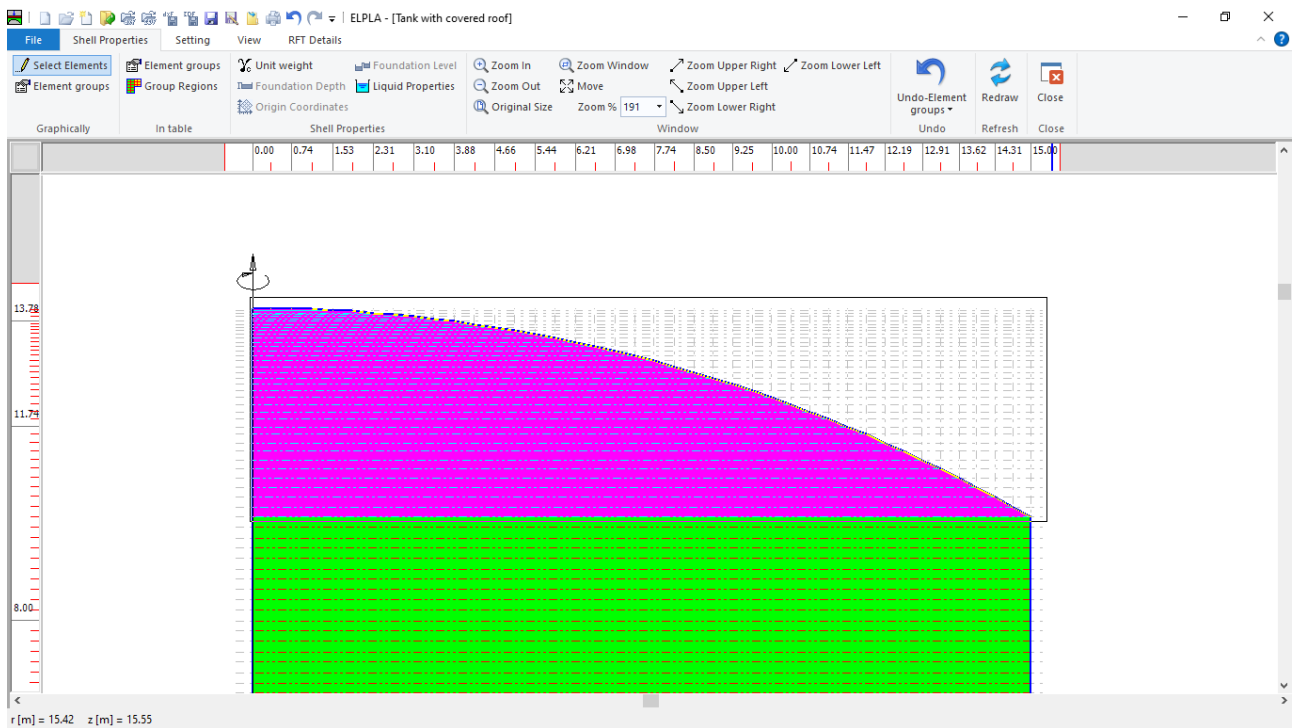 ELPLA - [Tank with covered roof]
File Shell Properties Setting View RFT Details
Select Elements Element groups Unit weight Foundation Level Zoom In Zoom Window Zoom Upper Right Zoom Lower Left
Element groups Group Regions Foundation Depth Liquid Properties Zoom Out Move Zoom Upper Left
Origin Coordinates Original Size Zoom % 191 Zoom Lower Right
Undo-Element groups Redraw Close
Graphically In table Shell Properties Window Undo Refresh Close
0.00 0.74 1.53 2.31 3.10 3.88 4.66 5.44 6.21 6.98 7.74 8.50 9.25 10.00 10.74 11.47 12.19 12.91 13.62 14.31 15.00
13.78
11.74
8.00
r [m] = 15.42 z [m] = 15.55